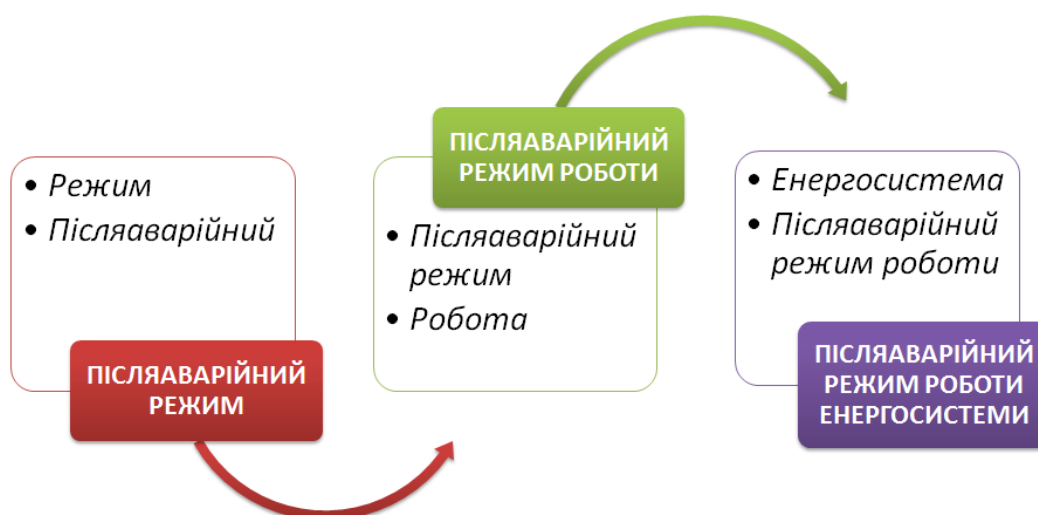 • Режим
• Післяаварійний
ПІСЛЯАВАРІЙНИЙ
РЕЖИМ
ПІСЛЯАВАРІЙНИЙ
РЕЖИМ РОБОТИ
• Післяаварійний
режим
• Робота
• Енергосистема
• Післяаварійний
режим роботи
ПІСЛЯАВАРІЙНИЙ
РЕЖИМ РОБОТИ
ЕНЕРГОСИСТЕМИ